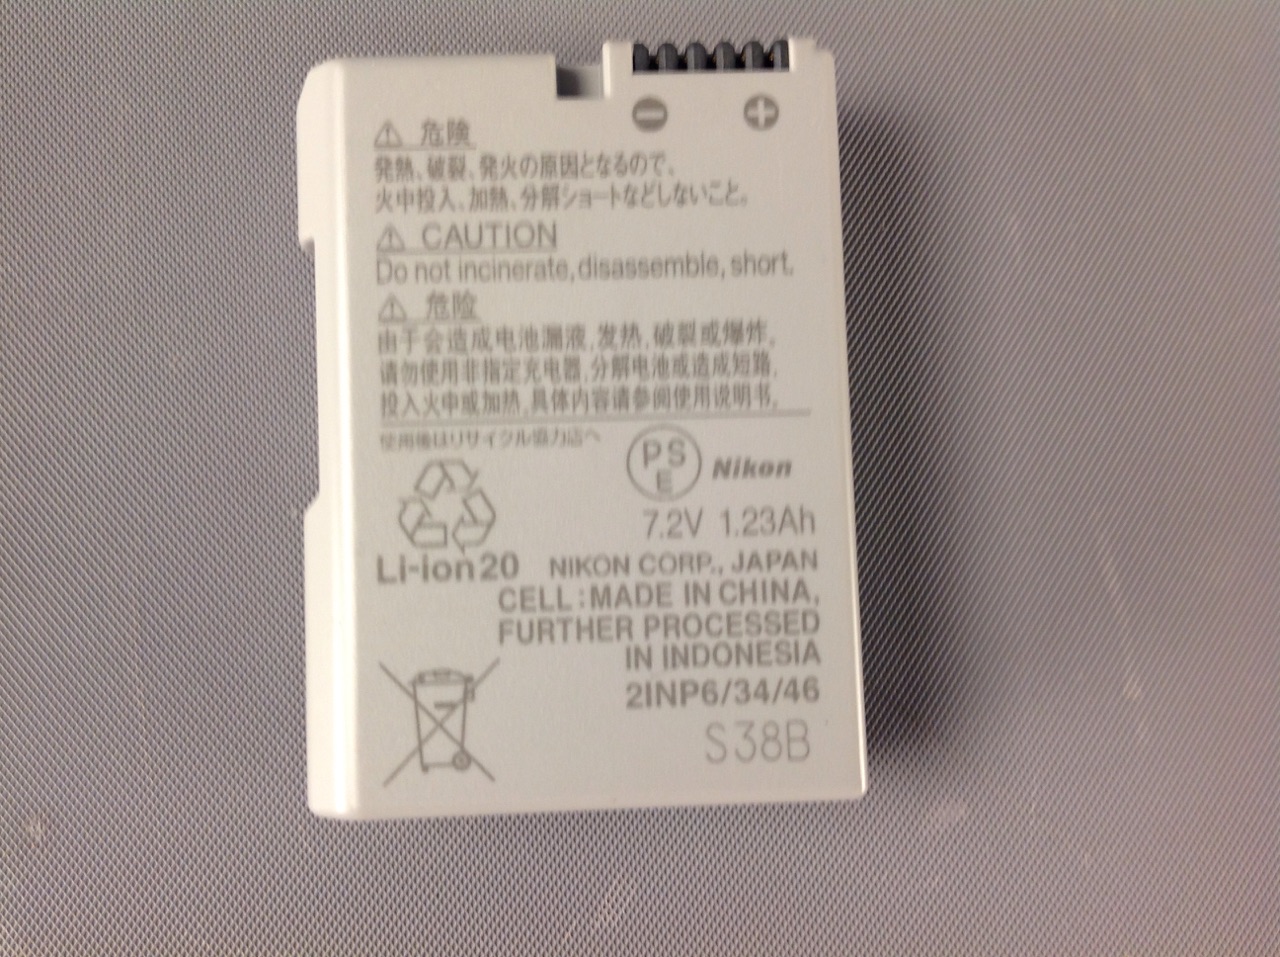 ⚠ 危険
発熱、破裂、発火の原因となるので、
火中投入、加熱、分解ショートなどしないこと。
⚠ CAUTION
Do not incinerate, disassemble, short.
⚠ 危险
由于会造成电池漏液,发热,破裂或爆炸,
请勿使用非指定充电器,分解电池或造成短路,
投入火中或加热,具体内容请参阅使用说明书。
使用後はリサイクル協力店へ
PS
E
Nikon
7.2V 1.23Ah
Li-ion20
NIKON CORP., JAPAN
CELL:MADE IN CHINA,
FURTHER PROCESSED
IN INDONESIA
2INP6/34/46
S38B